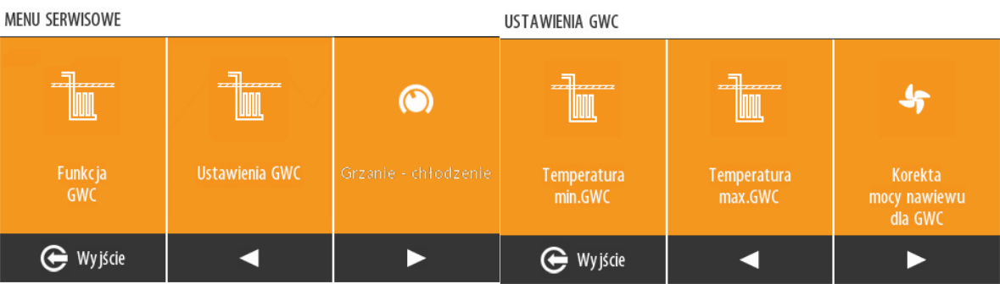 MENU SERWISOWE
Funkcja
GWC
Ustawienia GWC
Grzanie - chłodzenie
Wyjście
USTAWIENIA GWC
Temperatura
min.GWC
Temperatura
max.GWC
Korekta
mocy nawiewu
dla GWC
Wyjście